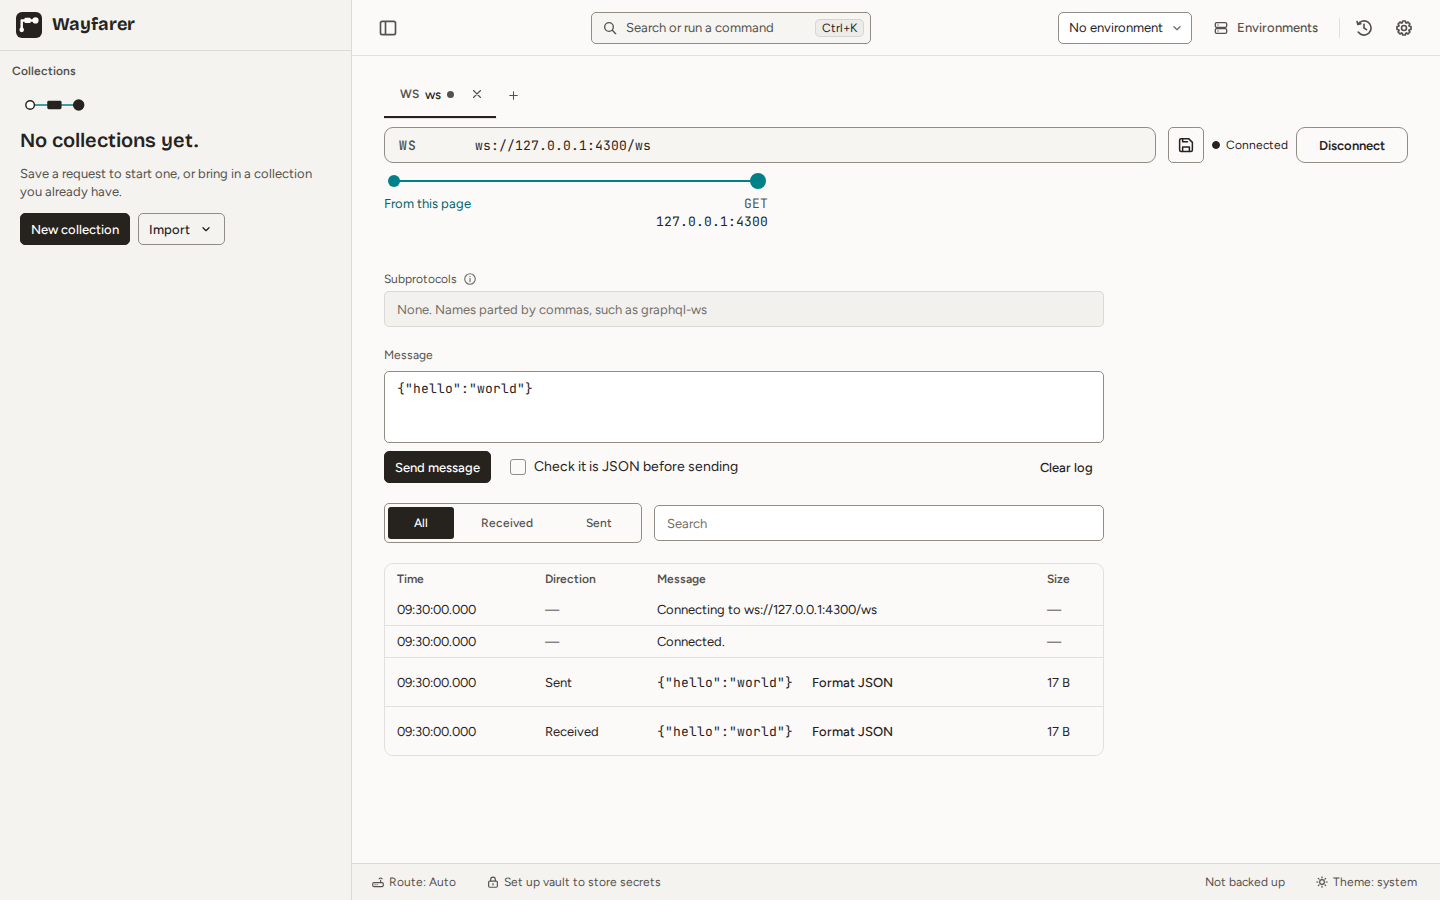 Wayfarer
Search or run a command
Ctrl+K
No environment
Environments
Collections
No collections yet.
Save a request to start one, or bring in a collection
you already have.
New collection
Import
WS ws
WS ws://127.0.0.1:4300/ws
Connected
Disconnect
From this page
GET
127.0.0.1:4300
Subprotocols
None. Names parted by commas, such as graphql-ws
Message
{"hello":"world"}
Send message
Check it is JSON before sending
Clear log
All
Received
Sent
Search
Time Direction Message Size
09:30:00.000 — Connecting to ws://127.0.0.1:4300/ws —
09:30:00.000 — Connected. —
09:30:00.000 Sent {"hello":"world"} Format JSON 17 B
09:30:00.000 Received {"hello":"world"} Format JSON 17 B
Route: Auto
Set up vault to store secrets
Not backed up
Theme: system